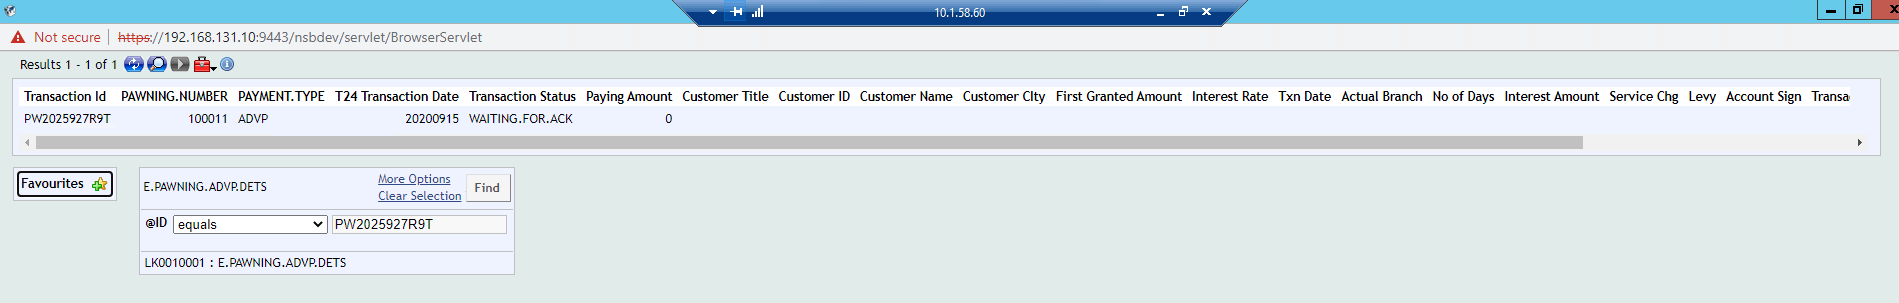 10.1.58.60
Not secure https://192.168.131.10:9443/nsbdev/servlet/BrowserServlet
Results 1 - 1 of 1
Transaction Id PAWNING.NUMBER PAYMENT.TYPE T24 Transaction Date Transaction Status Paying Amount Customer Title Customer ID Customer Name Customer CIty First Granted Amount Interest Rate Txn Date Actual Branch No of Days Interest Amount Service Chg Levy Account Sign Transa
PW2025927R9T 100011 ADVP 20200915 WAITING.FOR.ACK 0
Favourites
E.PAWNING.ADVP.DETS
More Options
Clear Selection
Find
@ID equals PW2025927R9T
LK0010001 : E.PAWNING.ADVP.DETS